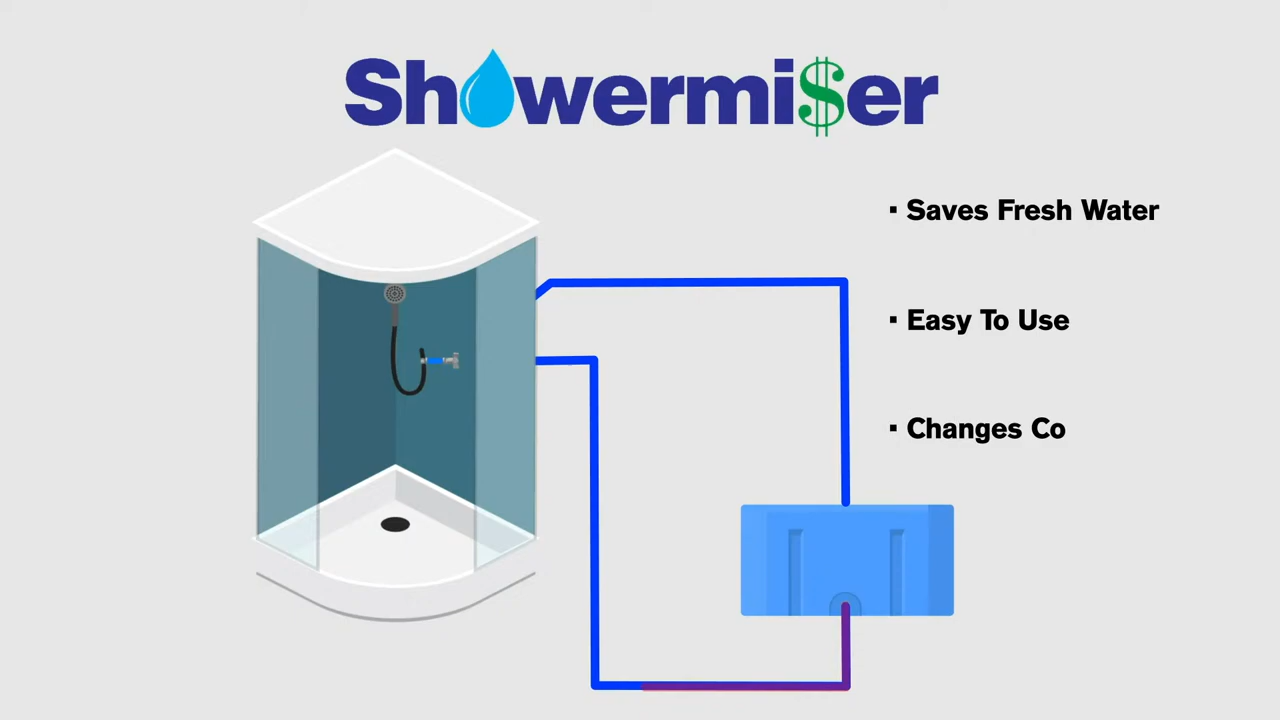 Showermi$er
▪ Saves Fresh Water
▪ Easy To Use
▪ Changes Co